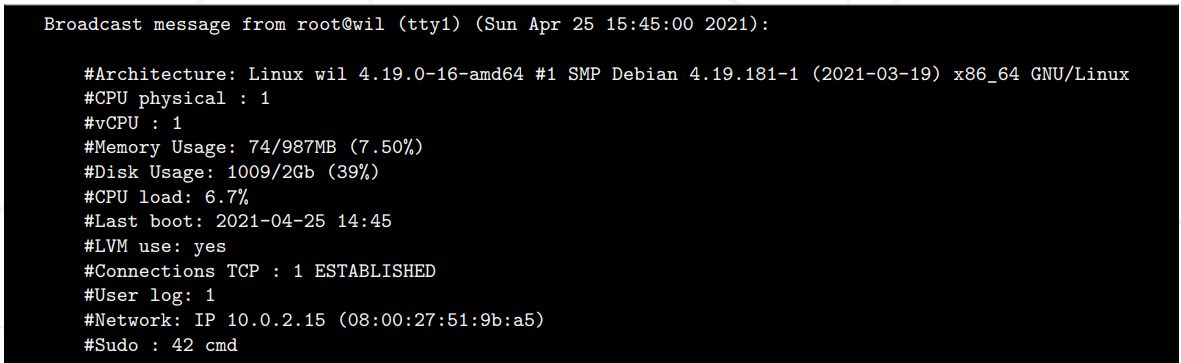 Broadcast message from root@wil (tty1) (Sun Apr 25 15:45:00 2021):
#Architecture: Linux wil 4.19.0-16-amd64 #1 SMP Debian 4.19.181-1 (2021-03-19) x86_64 GNU/Linux
#CPU physical : 1
#vCPU : 1
#Memory Usage: 74/987MB (7.50%)
#Disk Usage: 1009/2Gb (39%)
#CPU load: 6.7%
#Last boot: 2021-04-25 14:45
#LVM use: yes
#Connections TCP : 1 ESTABLISHED
#User log: 1
#Network: IP 10.0.2.15 (08:00:27:51:9b:a5)
#Sudo : 42 cmd